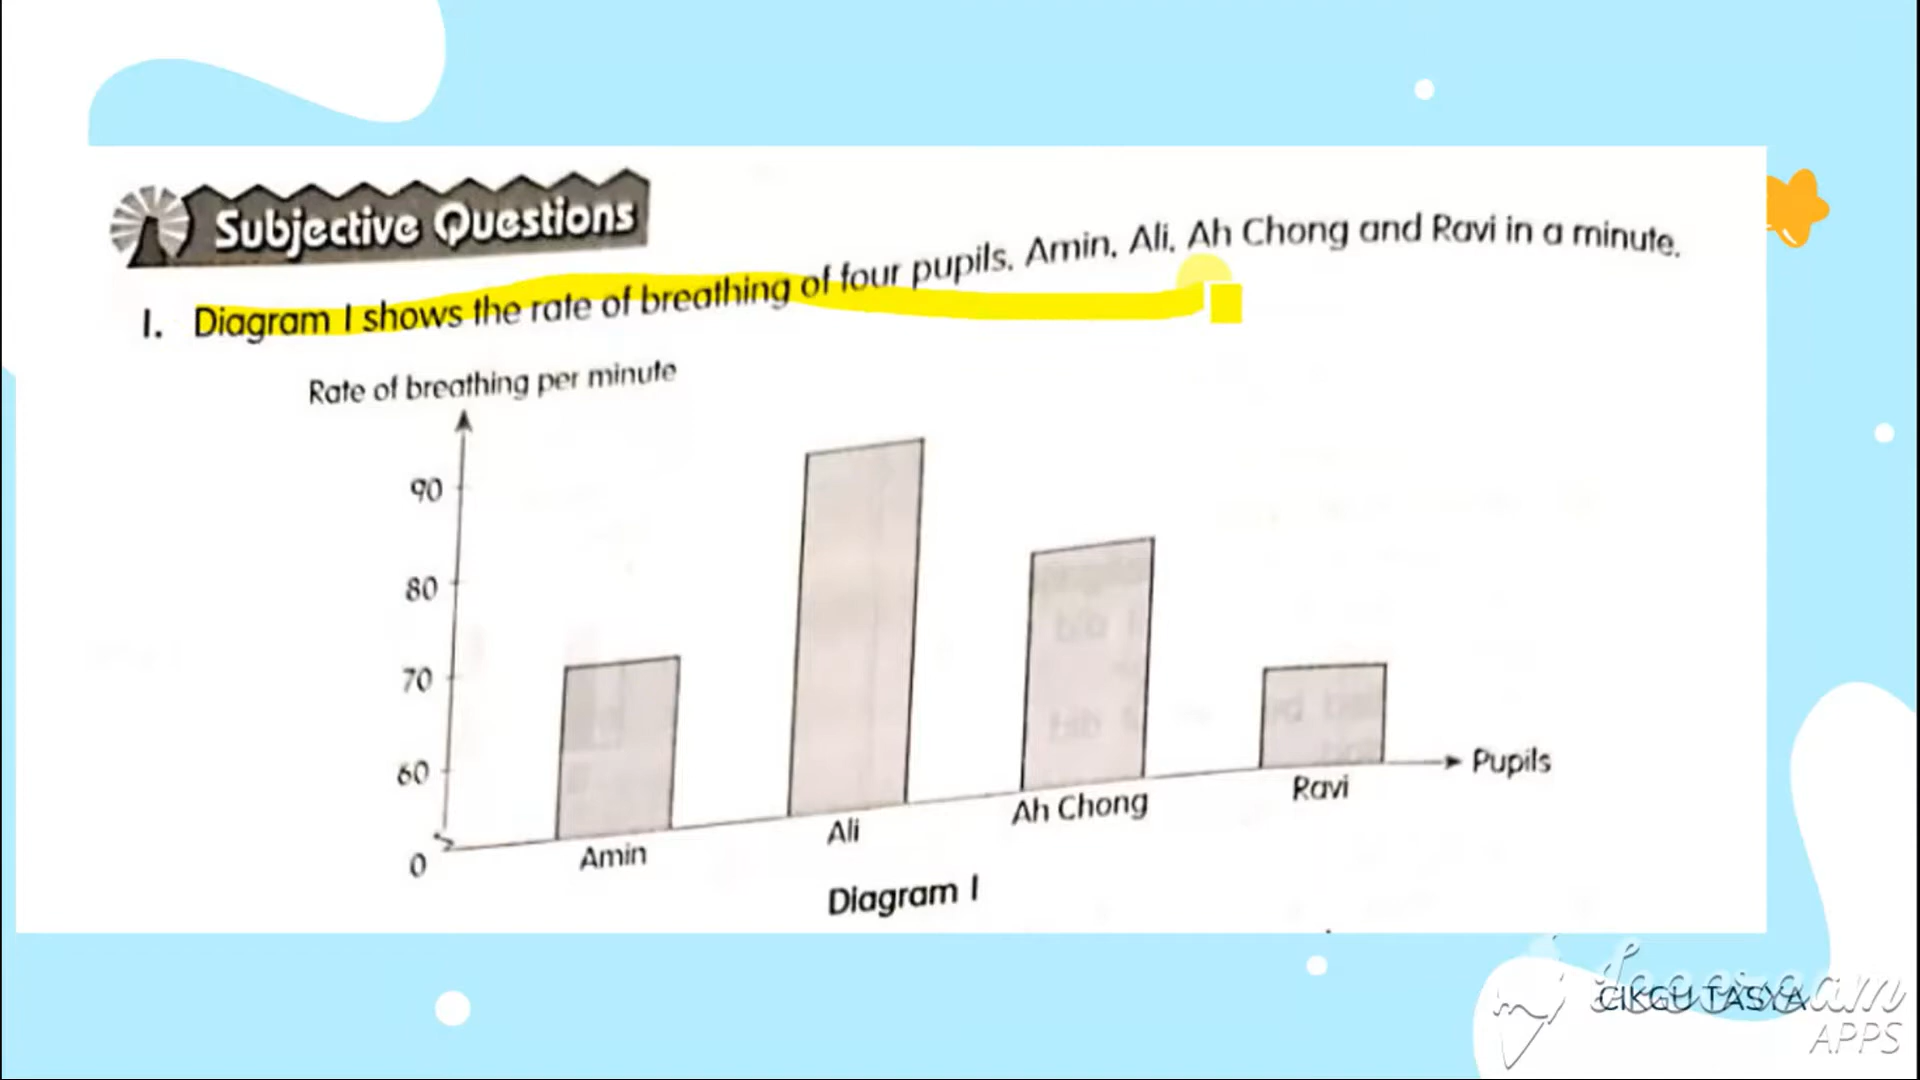 Subjective Questions
1. Diagram 1 shows the rate of breathing of four pupils. Amin. Ali. Ah Chong and Ravi in a minute.
Rate of breathing per minute
90
80
70
60
0
Amin
Ali
Ah Chong
Ravi
Pupils
Diagram 1
CIKGU TASYA
APPS